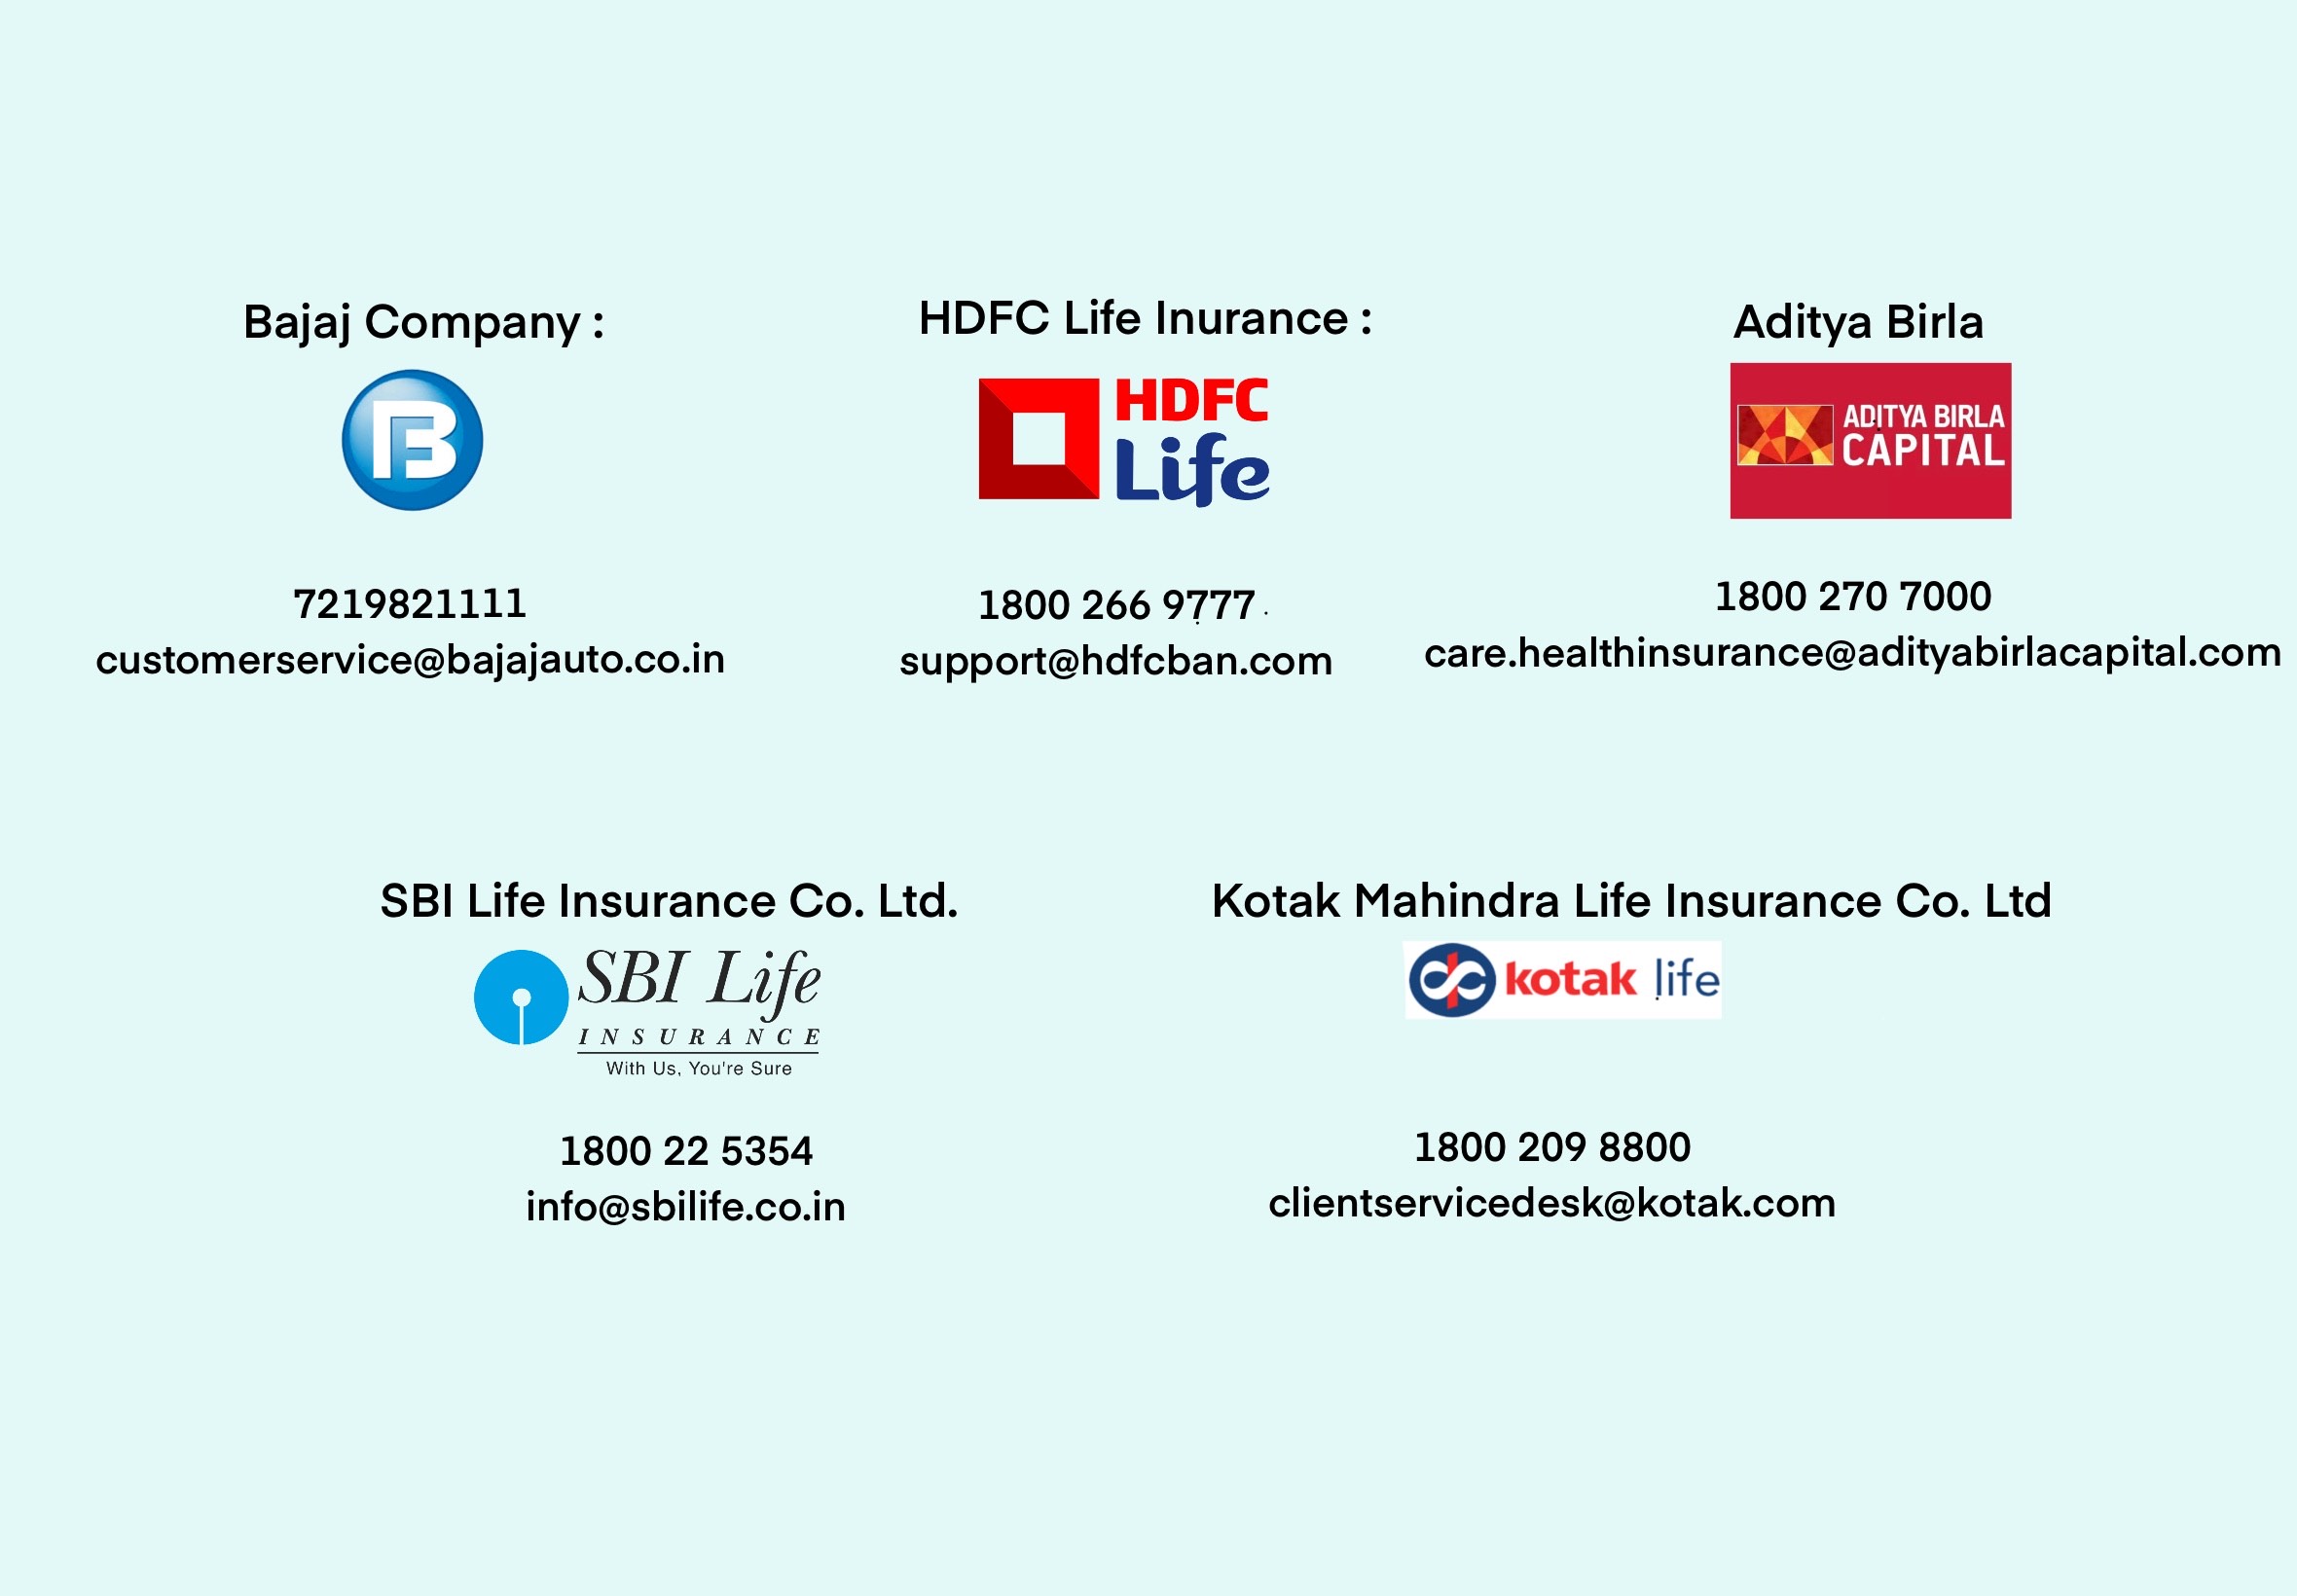 Bajaj Company :
B
7219821111
customerservice@bajajauto.co.in
HDFC Life Inurance :
HDFC
Life
1800 266 9777
support@hdfcban.com
Aditya Birla
ADITYA BIRLA
CAPITAL
1800 270 7000
care.healthinsurance@adityabirlacapital.com
SBI Life Insurance Co. Ltd.
SBI Life
INSURANCE
With Us, You're Sure
1800 22 5354
info@sbilife.co.in
Kotak Mahindra Life Insurance Co. Ltd
kotak life
1800 209 8800
clientservicedesk@kotak.com